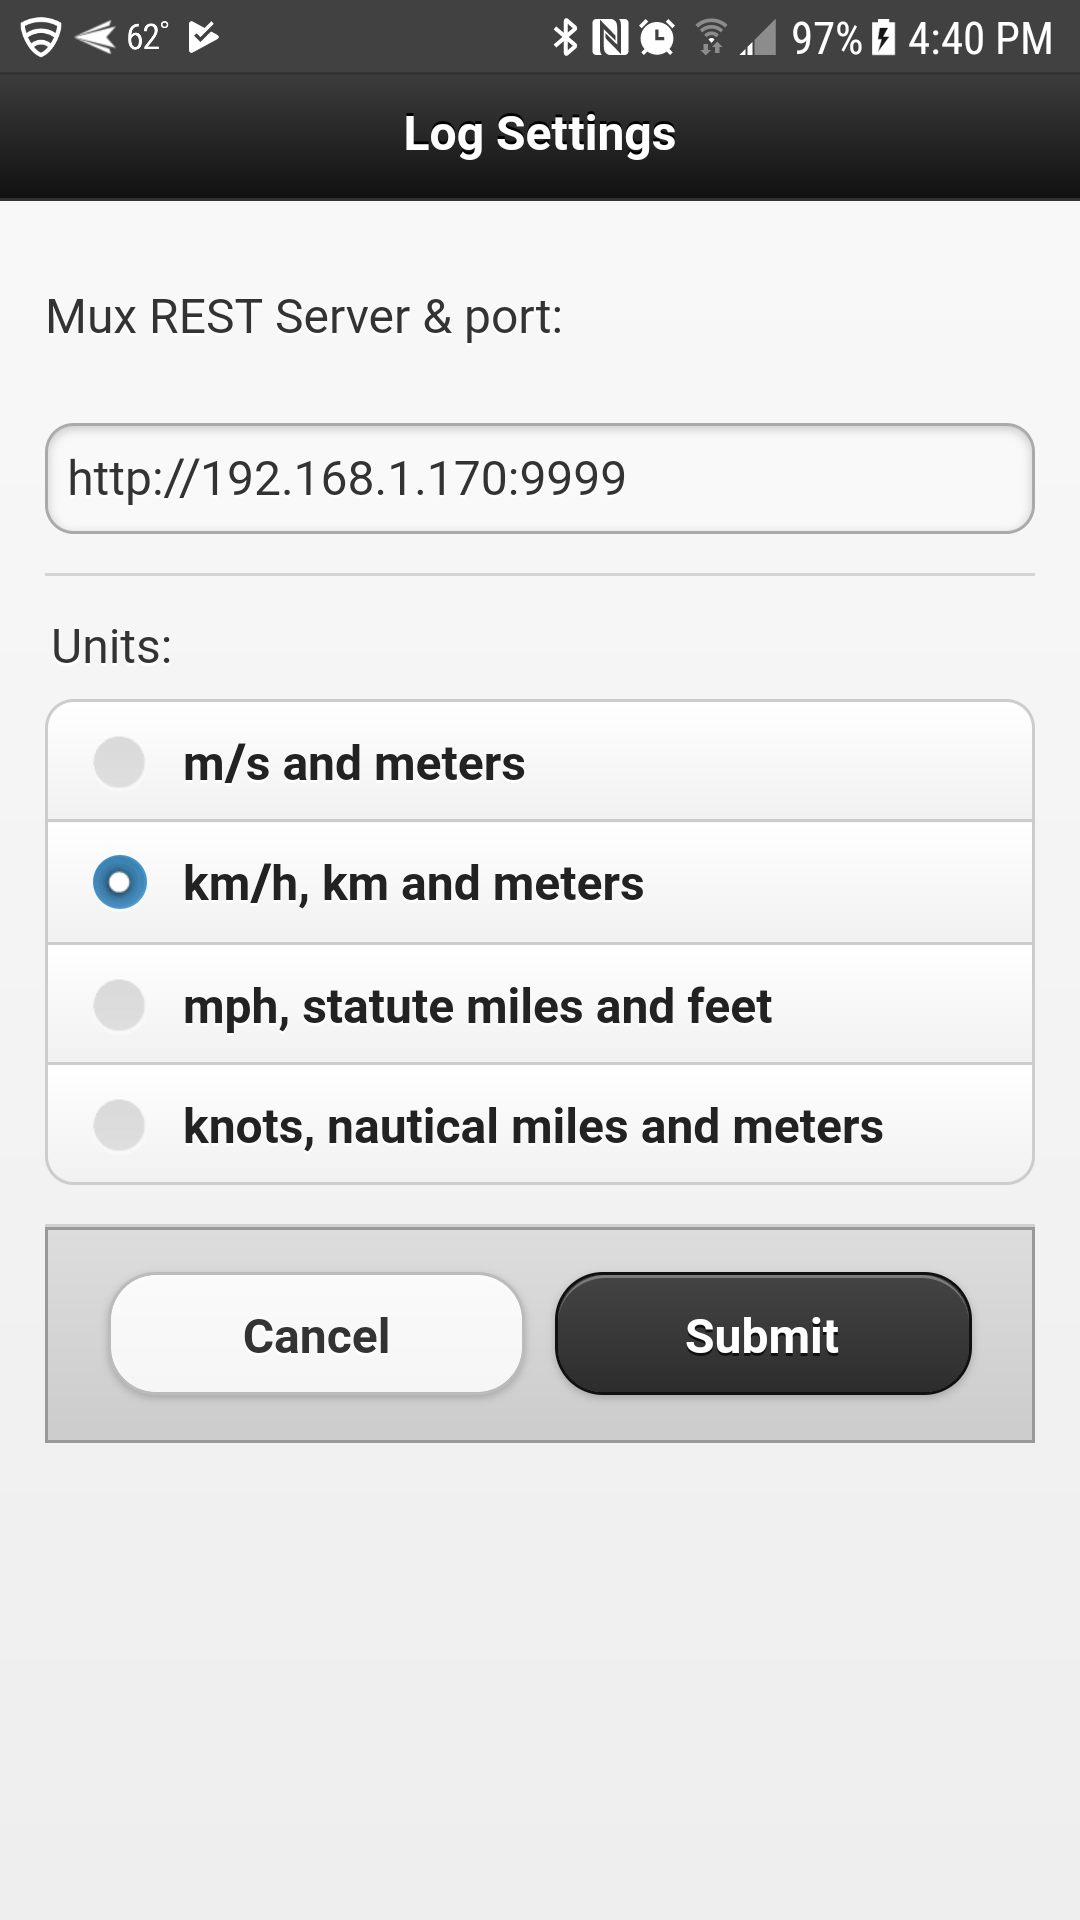 62° 97% 4:40 PM
Log Settings
Mux REST Server & port:
http://192.168.1.170:9999
Units:
m/s and meters
km/h, km and meters
mph, statute miles and feet
knots, nautical miles and meters
Cancel Submit